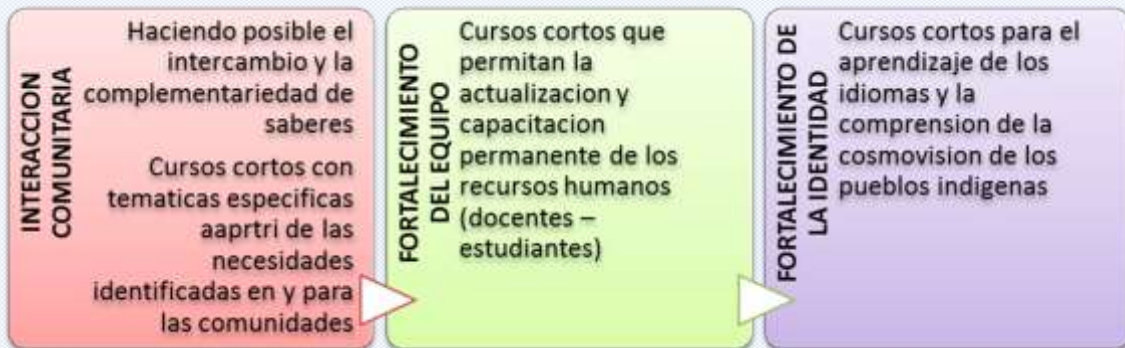 INTERACCION
COMUNITARIA
Haciendo posible el
intercambio y la
complementariedad de
saberes
Cursos cortos con
tematicas especificas
aaprtri de las
necesidades
identificadas en y para
las comunidades
FORTALECIMIENTO
DEL EQUIPO
Cursos cortos que
permitan la
actualizacion y
capacitacion
permanente de los
recursos humanos
(docentes –
estudiantes)
FORTALECIMIENTO DE
LA IDENTIDAD
Cursos cortos para el
aprendizaje de los
idiomas y la
comprension de la
cosmovision de los
pueblos indigenas